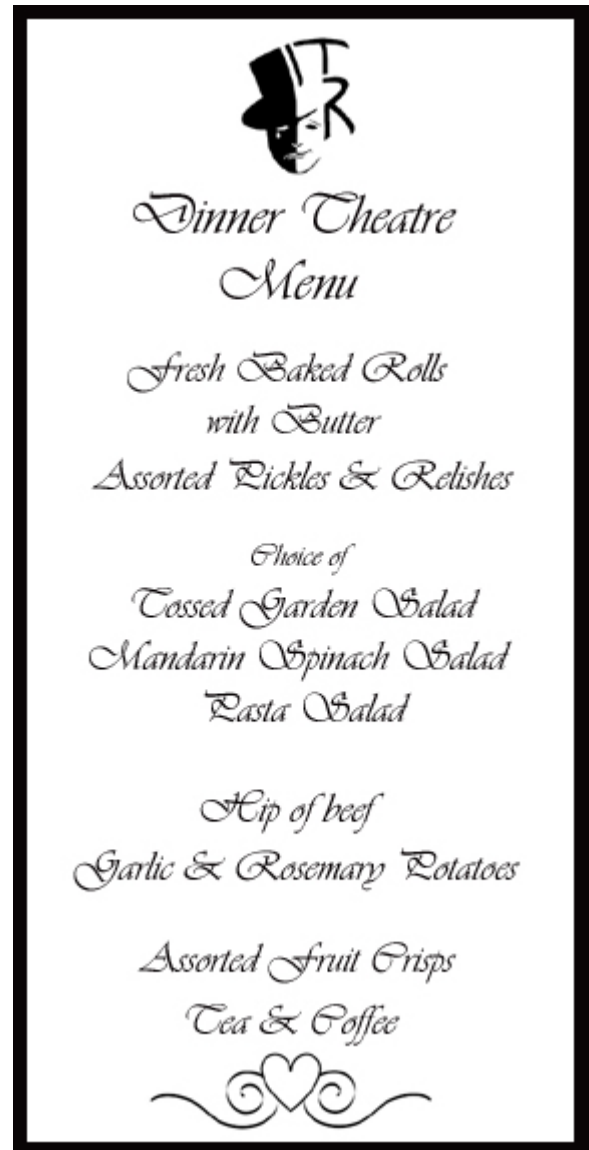 TR
Dinner Theatre
Menu
Fresh Baked Rolls
with Butter
Assorted Pickles & Relishes
Choice of
Tossed Garden Salad
Mandarin Spinach Salad
Pasta Salad
Hip of beef
Garlic & Rosemary Potatoes
Assorted Fruit Crisps
Tea & Coffee